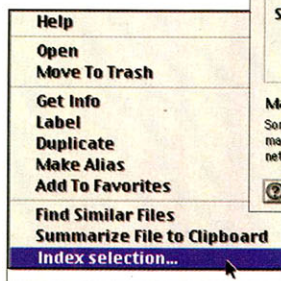 Help
Open
Move To Trash
Get Info
Label
Duplicate
Make Alias
Add To Favorites
Find Similar Files
Summarize File to Clipboard
Index selection...